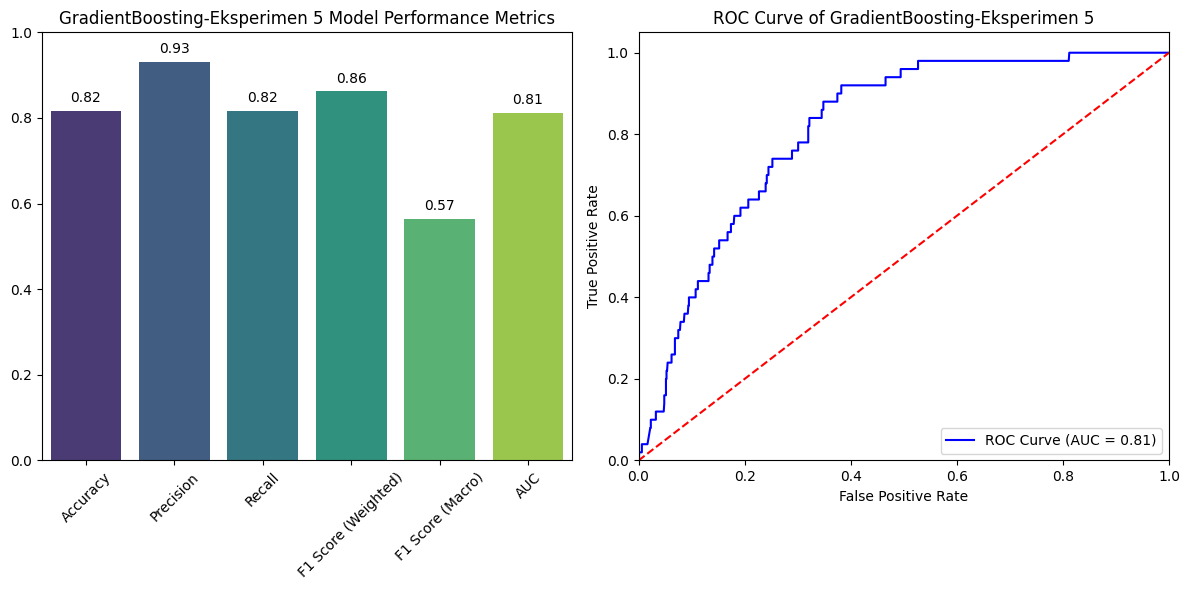 GradientBoosting-Eksperimen 5 Model Performance Metrics
1.0
0.8
0.6
0.4
0.2
0.0
0.82
0.93
0.82
0.86
0.57
0.81
Accuracy
Precision
Recall
F1 Score (Weighted)
F1 Score (Macro)
AUC
ROC Curve of GradientBoosting-Eksperimen 5
True Positive Rate
1.0
0.8
0.6
0.4
0.2
0.0
ROC Curve (AUC = 0.81)
0.0
0.2
0.4
0.6
0.8
1.0
False Positive Rate